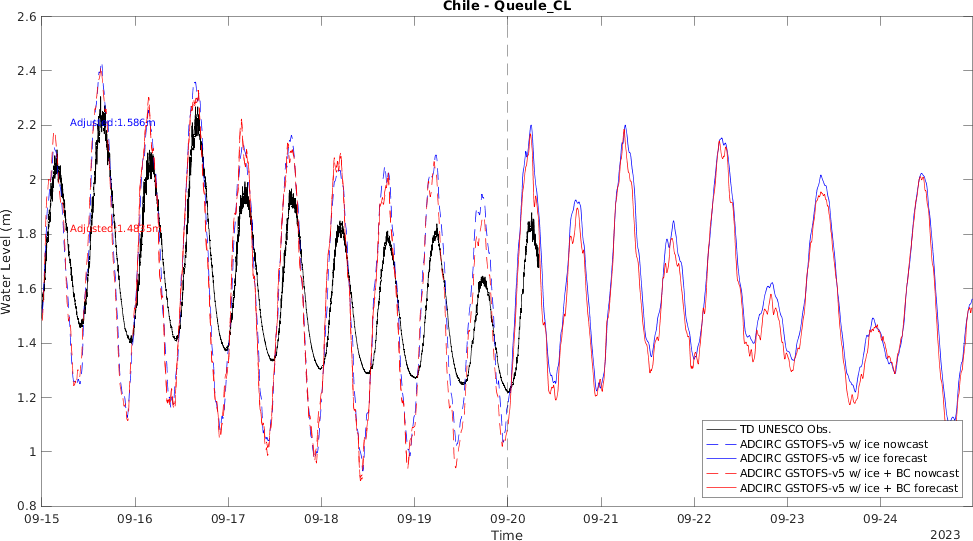 Chile - Queule_CL
2.6
2.4
2.2
2
1.8
1.6
1.4
1.2
1
0.8
Water Level (m)
Adjusted:1.586m
Adjusted:1.4835m
TD UNESCO Obs.
ADCIRC GSTOFS-v5 w/ ice nowcast
ADCIRC GSTOFS-v5 w/ ice forecast
ADCIRC GSTOFS-v5 w/ ice + BC nowcast
ADCIRC GSTOFS-v5 w/ ice + BC forecast
09-15 09-16 09-17 09-18 09-19 09-20 09-21 09-22 09-23 09-24
Time
2023